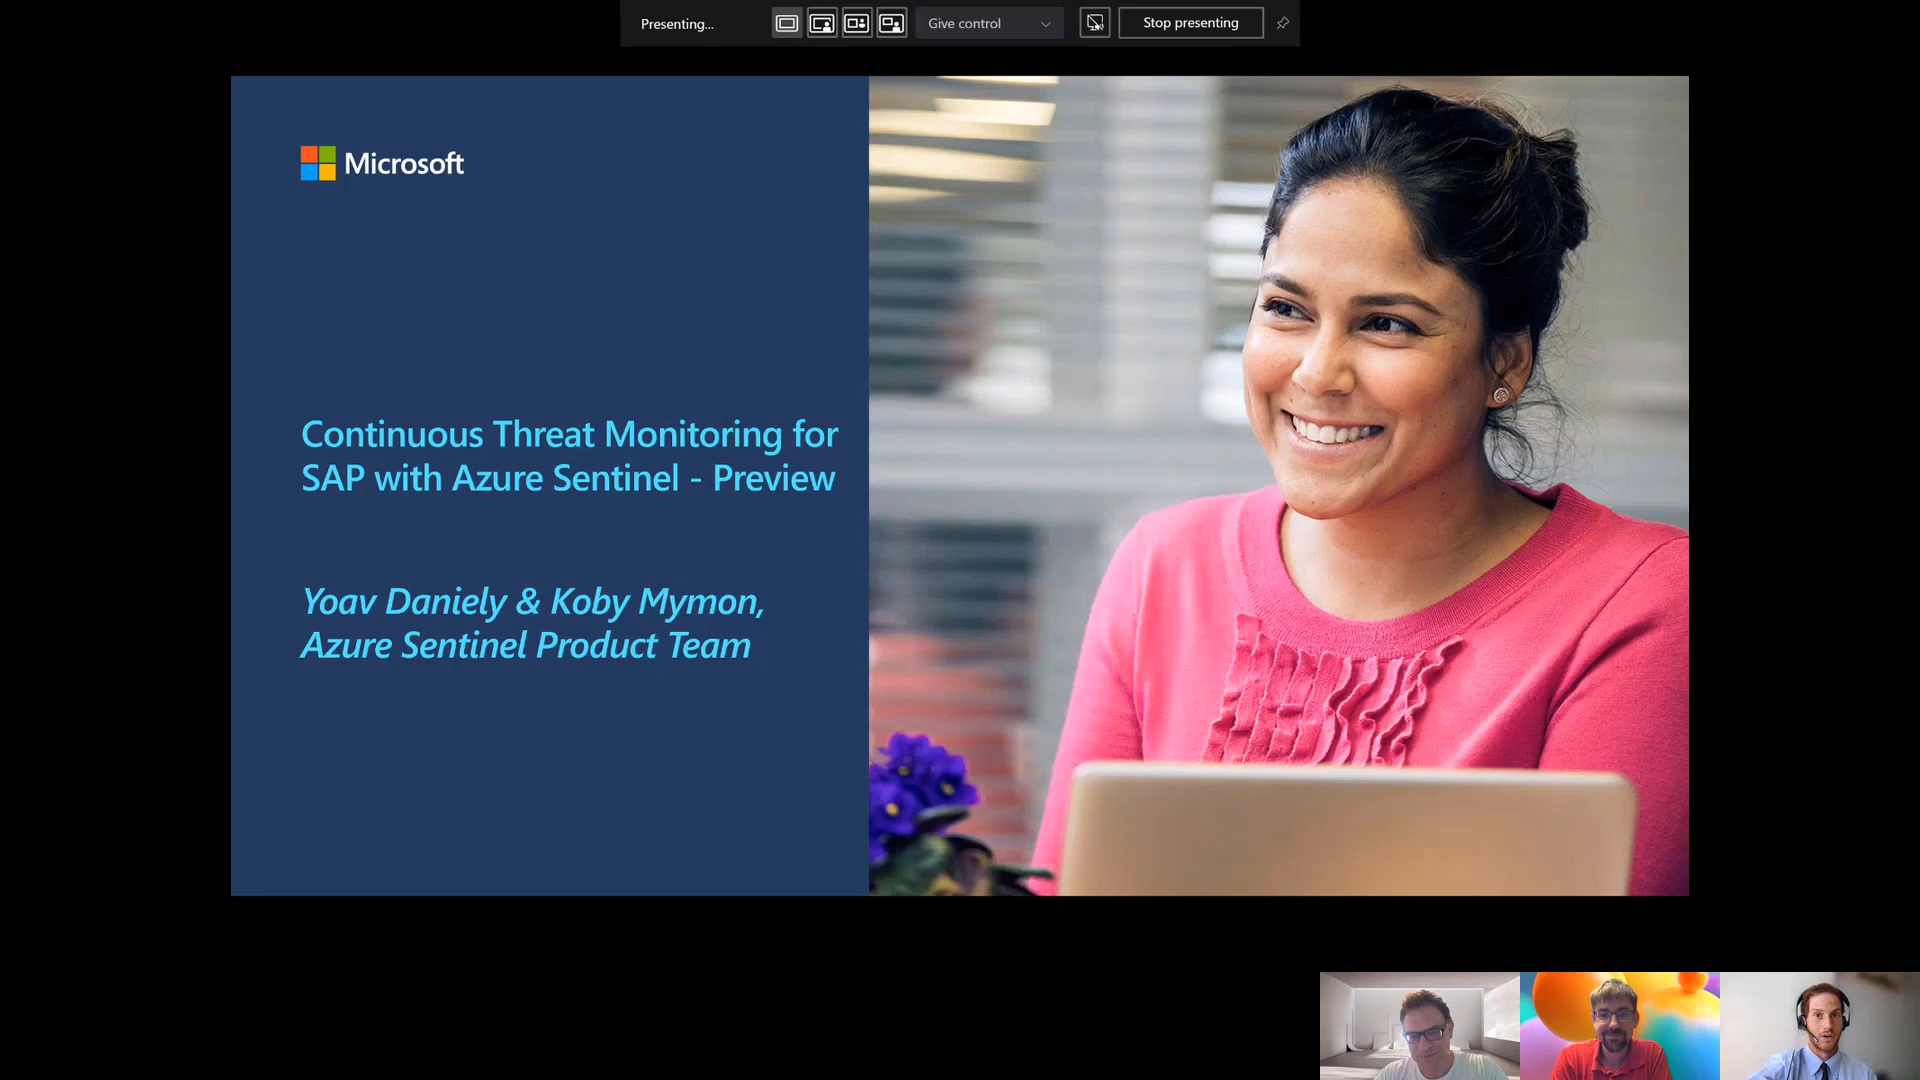 Presenting...
Give control
Stop presenting
Microsoft
Continuous Threat Monitoring for
SAP with Azure Sentinel - Preview
Yoav Daniely & Koby Mymon,
Azure Sentinel Product Team